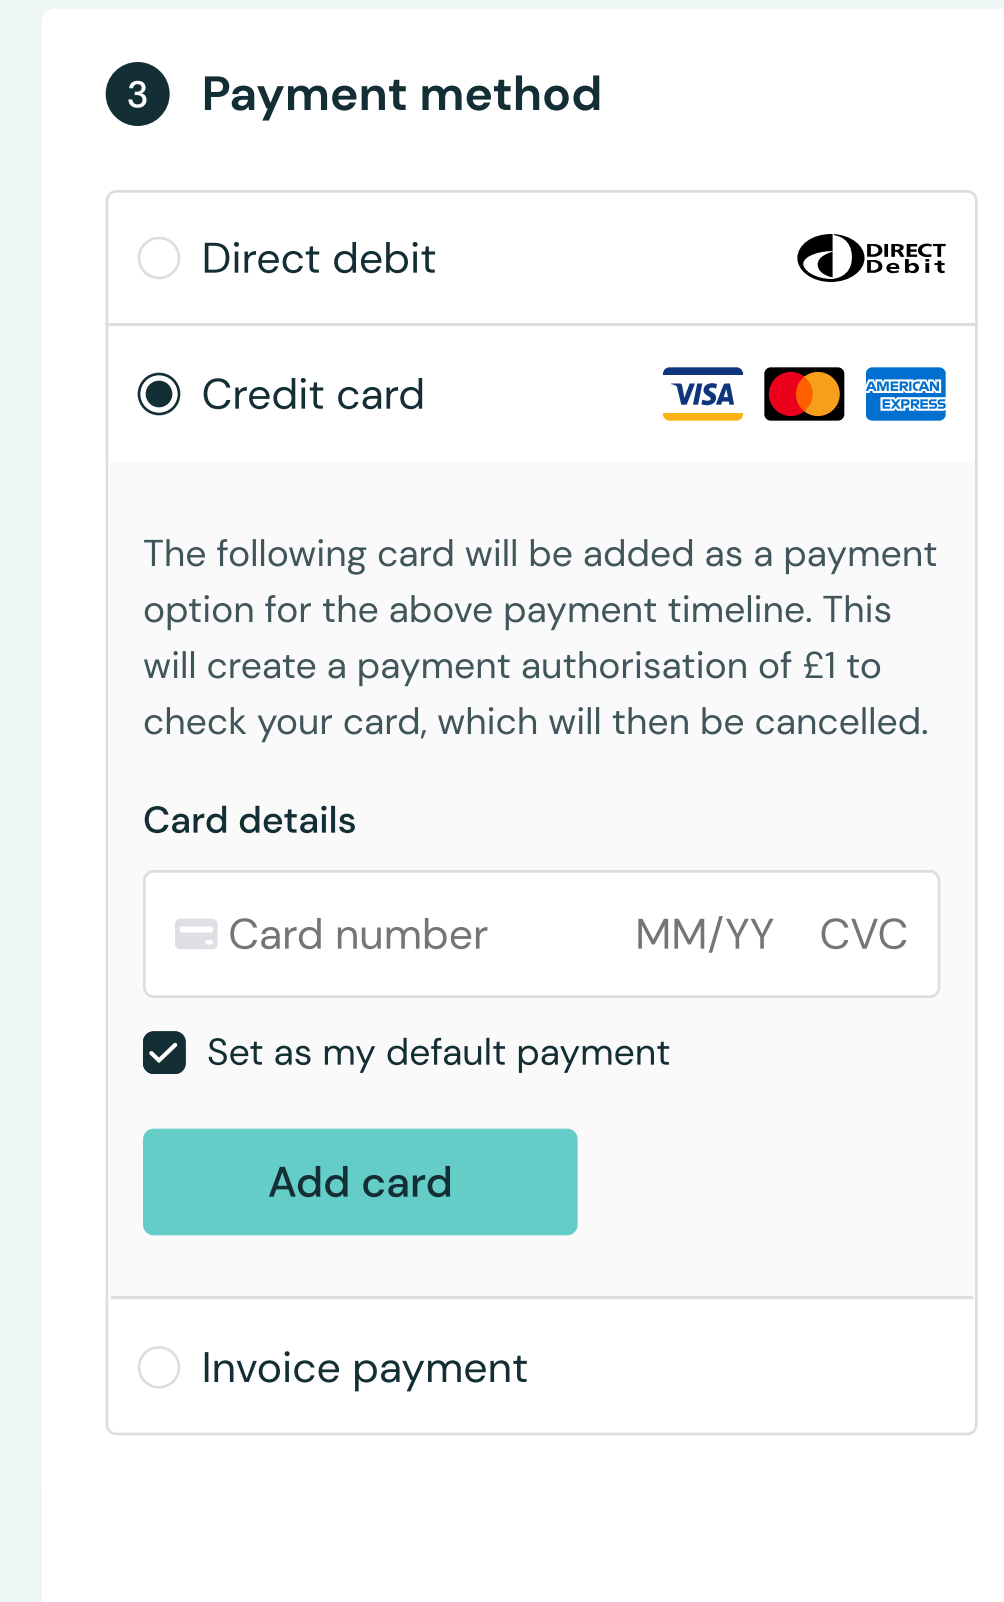 3 Payment method
Direct debit
DIRECT
Debit
Credit card
VISA
AMERICAN
EXPRESS
The following card will be added as a payment
option for the above payment timeline. This
will create a payment authorisation of £1 to
check your card, which will then be cancelled.
Card details
Card number MM/YY CVC
Set as my default payment
Add card
Invoice payment